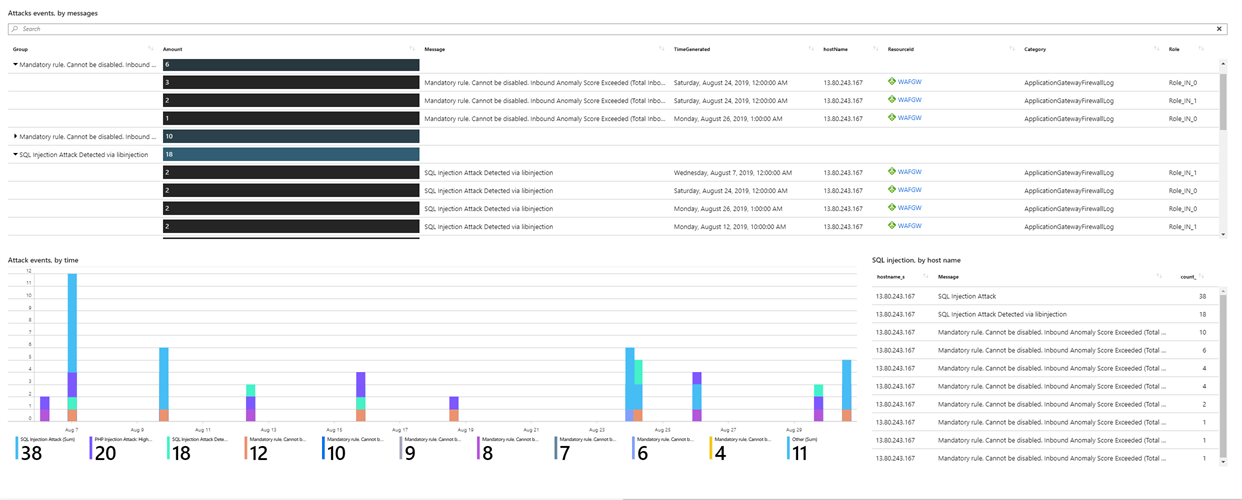 Attacks events, by messages
Search
Group Amount Message TimeGenerated hostName ResourceId Category Role
Mandatory rule. Cannot be disabled. Inbound ... 6
3 Mandatory rule. Cannot be disabled. Inbound Anomaly Score Exceeded (Total Inbo... Saturday, August 24, 2019, 12:00:00 AM 13.80.243.167 WAFGW ApplicationGatewayFirewallLog Role_IN_0
2 Mandatory rule. Cannot be disabled. Inbound Anomaly Score Exceeded (Total Inbo... Saturday, August 24, 2019, 12:00:00 AM 13.80.243.167 WAFGW ApplicationGatewayFirewallLog Role_IN_1
1 Mandatory rule. Cannot be disabled. Inbound Anomaly Score Exceeded (Total Inbo... Monday, August 26, 2019, 1:00:00 AM 13.80.243.167 WAFGW ApplicationGatewayFirewallLog Role_IN_0
Mandatory rule. Cannot be disabled. Inbound ... 10
SQL Injection Attack Detected via libinjection 18
2 SQL Injection Attack Detected via libinjection Wednesday, August 7, 2019, 12:00:00 AM 13.80.243.167 WAFGW ApplicationGatewayFirewallLog Role_IN_1
2 SQL Injection Attack Detected via libinjection Saturday, August 24, 2019, 12:00:00 AM 13.80.243.167 WAFGW ApplicationGatewayFirewallLog Role_IN_0
2 SQL Injection Attack Detected via libinjection Monday, August 26, 2019, 1:00:00 AM 13.80.243.167 WAFGW ApplicationGatewayFirewallLog Role_IN_0
2 SQL Injection Attack Detected via libinjection Monday, August 12, 2019, 10:00:00 AM 13.80.243.167 WAFGW ApplicationGatewayFirewallLog Role_IN_1
Attack events, by time
12
11
10
9
8
7
6
5
4
3
2
1
0
Aug 7 Aug 9 Aug 11 Aug 13 Aug 15 Aug 17 Aug 19 Aug 21 Aug 23 Aug 25 Aug 27 Aug 29
SQL Injection Attack (Sum) PHP Injection Attack: High... SQL Injection Attack Dete... Mandatory rule. Cannot b... Mandatory rule. Cannot b... Mandatory rule. Cannot b... Mandatory rule. Cannot b... Mandatory rule. Cannot b... Mandatory rule. Cannot b... Mandatory rule. Cannot b... Other (Sum)
38 20 18 12 10 9 8 7 6 4 11
SQL injection, by host name
hostname_s Message count_
13.80.243.167 SQL Injection Attack 38
13.80.243.167 SQL Injection Attack Detected via libinjection 18
13.80.243.167 Mandatory rule. Cannot be disabled. Inbound Anomaly Score Exceeded (Total ... 10
13.80.243.167 Mandatory rule. Cannot be disabled. Inbound Anomaly Score Exceeded (Total ... 6
13.80.243.167 Mandatory rule. Cannot be disabled. Inbound Anomaly Score Exceeded (Total ... 4
13.80.243.167 Mandatory rule. Cannot be disabled. Inbound Anomaly Score Exceeded (Total ... 4
13.80.243.167 Mandatory rule. Cannot be disabled. Inbound Anomaly Score Exceeded (Total ... 2
13.80.243.167 Mandatory rule. Cannot be disabled. Inbound Anomaly Score Exceeded (Total ... 1
13.80.243.167 Mandatory rule. Cannot be disabled. Inbound Anomaly Score Exceeded (Total ... 1
13.80.243.167 Mandatory rule. Cannot be disabled. Inbound Anomaly Score Exceeded (Total ... 1